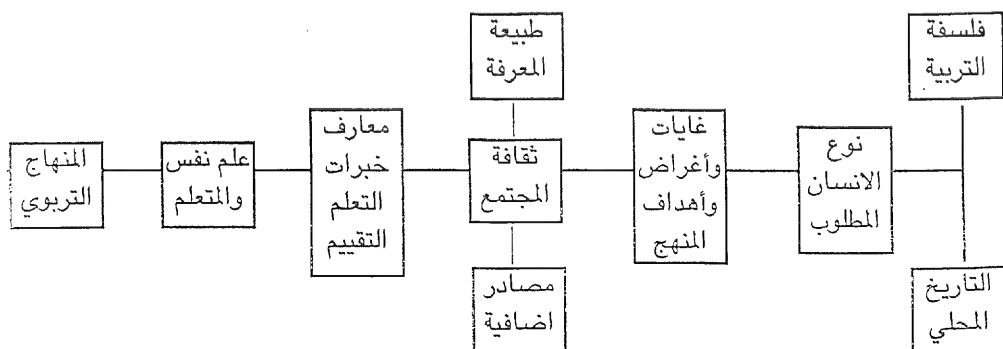 فلسفة
التربية
التاريخ
المحلي
نوع
الانسان
المطلوب
غايات
وأغراض
وأهداف
المنهج
طبيعة
المعرفة
ثقافة
المجتمع
مصادر
اضافية
معارف
خبرات
التعلم
التقييم
علم نفس
والمتعلم
المنهاج
التربوي